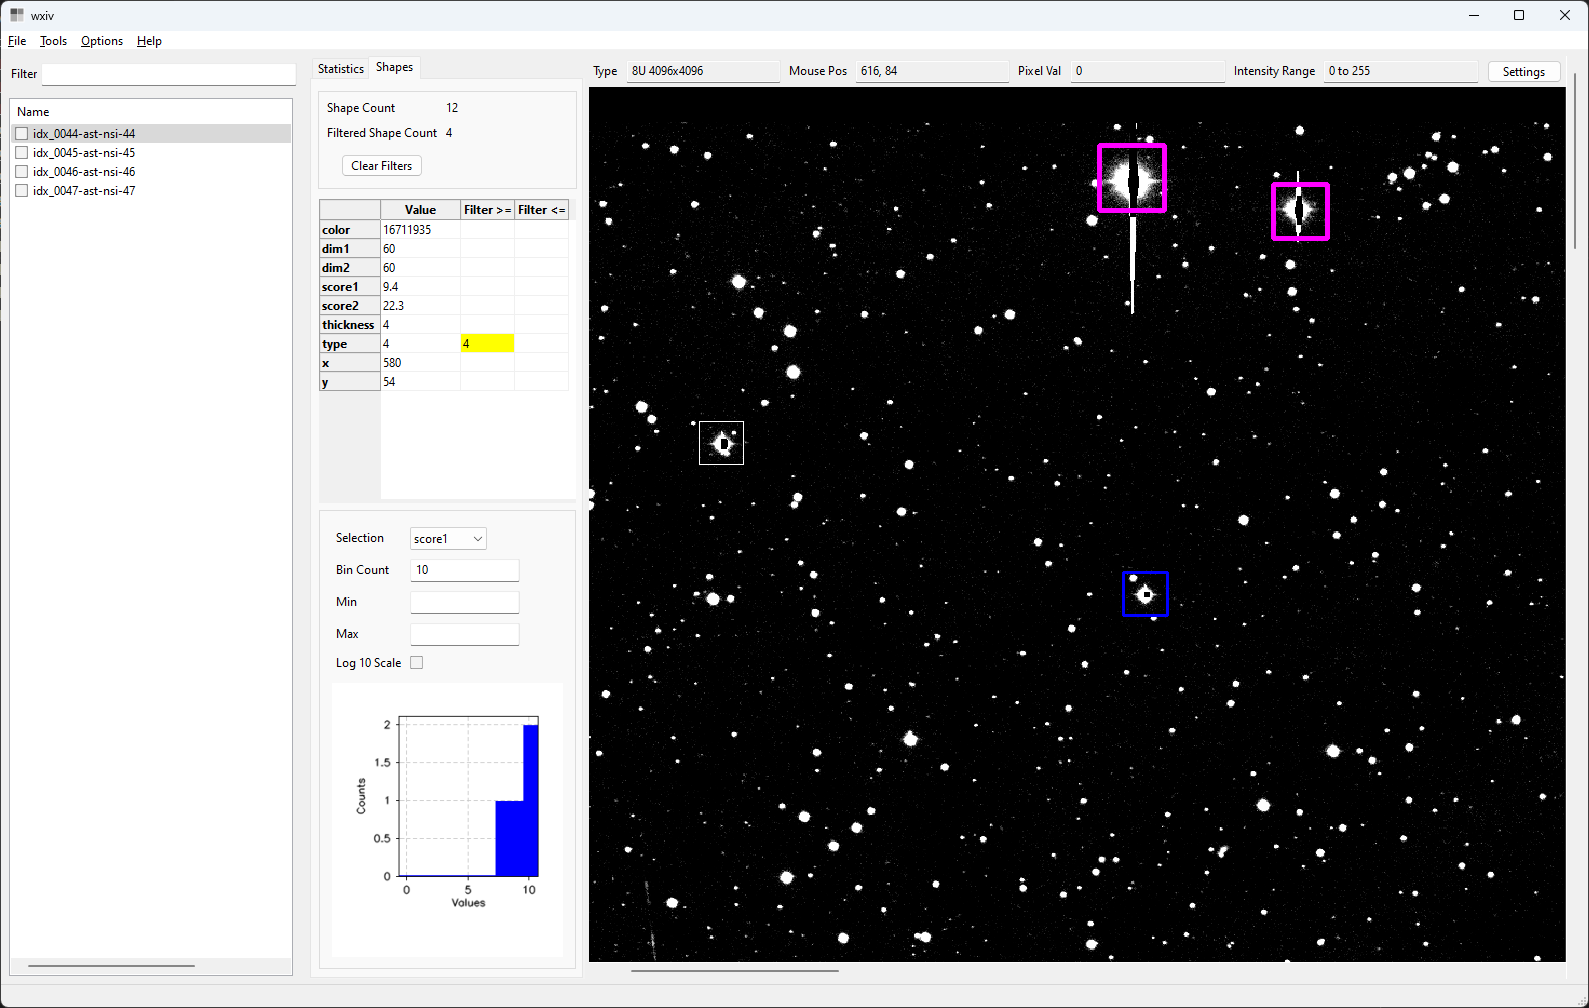 wxiv
File Tools Options Help
Filter
Name
idx_0044-ast-nsi-44
idx_0045-ast-nsi-45
idx_0046-ast-nsi-46
idx_0047-ast-nsi-47
Statistics Shapes
Shape Count 12
Filtered Shape Count 4
Clear Filters
Value Filter >= Filter <=
color 16711935
dim1 60
dim2 60
score1 9.4
score2 22.3
thickness 4
type 4 4
x 580
y 54
Selection score1
Bin Count 10
Min
Max
Log 10 Scale
2
1.5
1
0.5
0
Counts
0 5 10
Values
Type 8U 4096x4096 Mouse Pos 616, 84 Pixel Val 0 Intensity Range 0 to 255 Settings